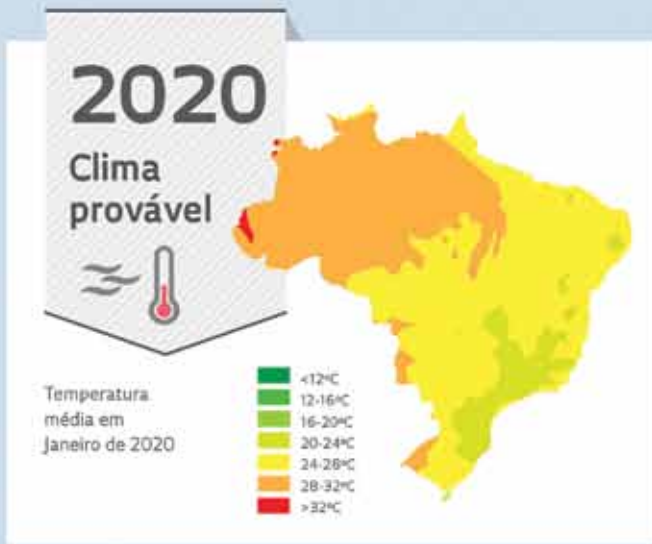 2020
Clima
provável
Temperatura
média em
Janeiro de 2020
<12ºC
12-16ºC
16-20ºC
20-24ºC
24-28ºC
28-32ºC
>32ºC